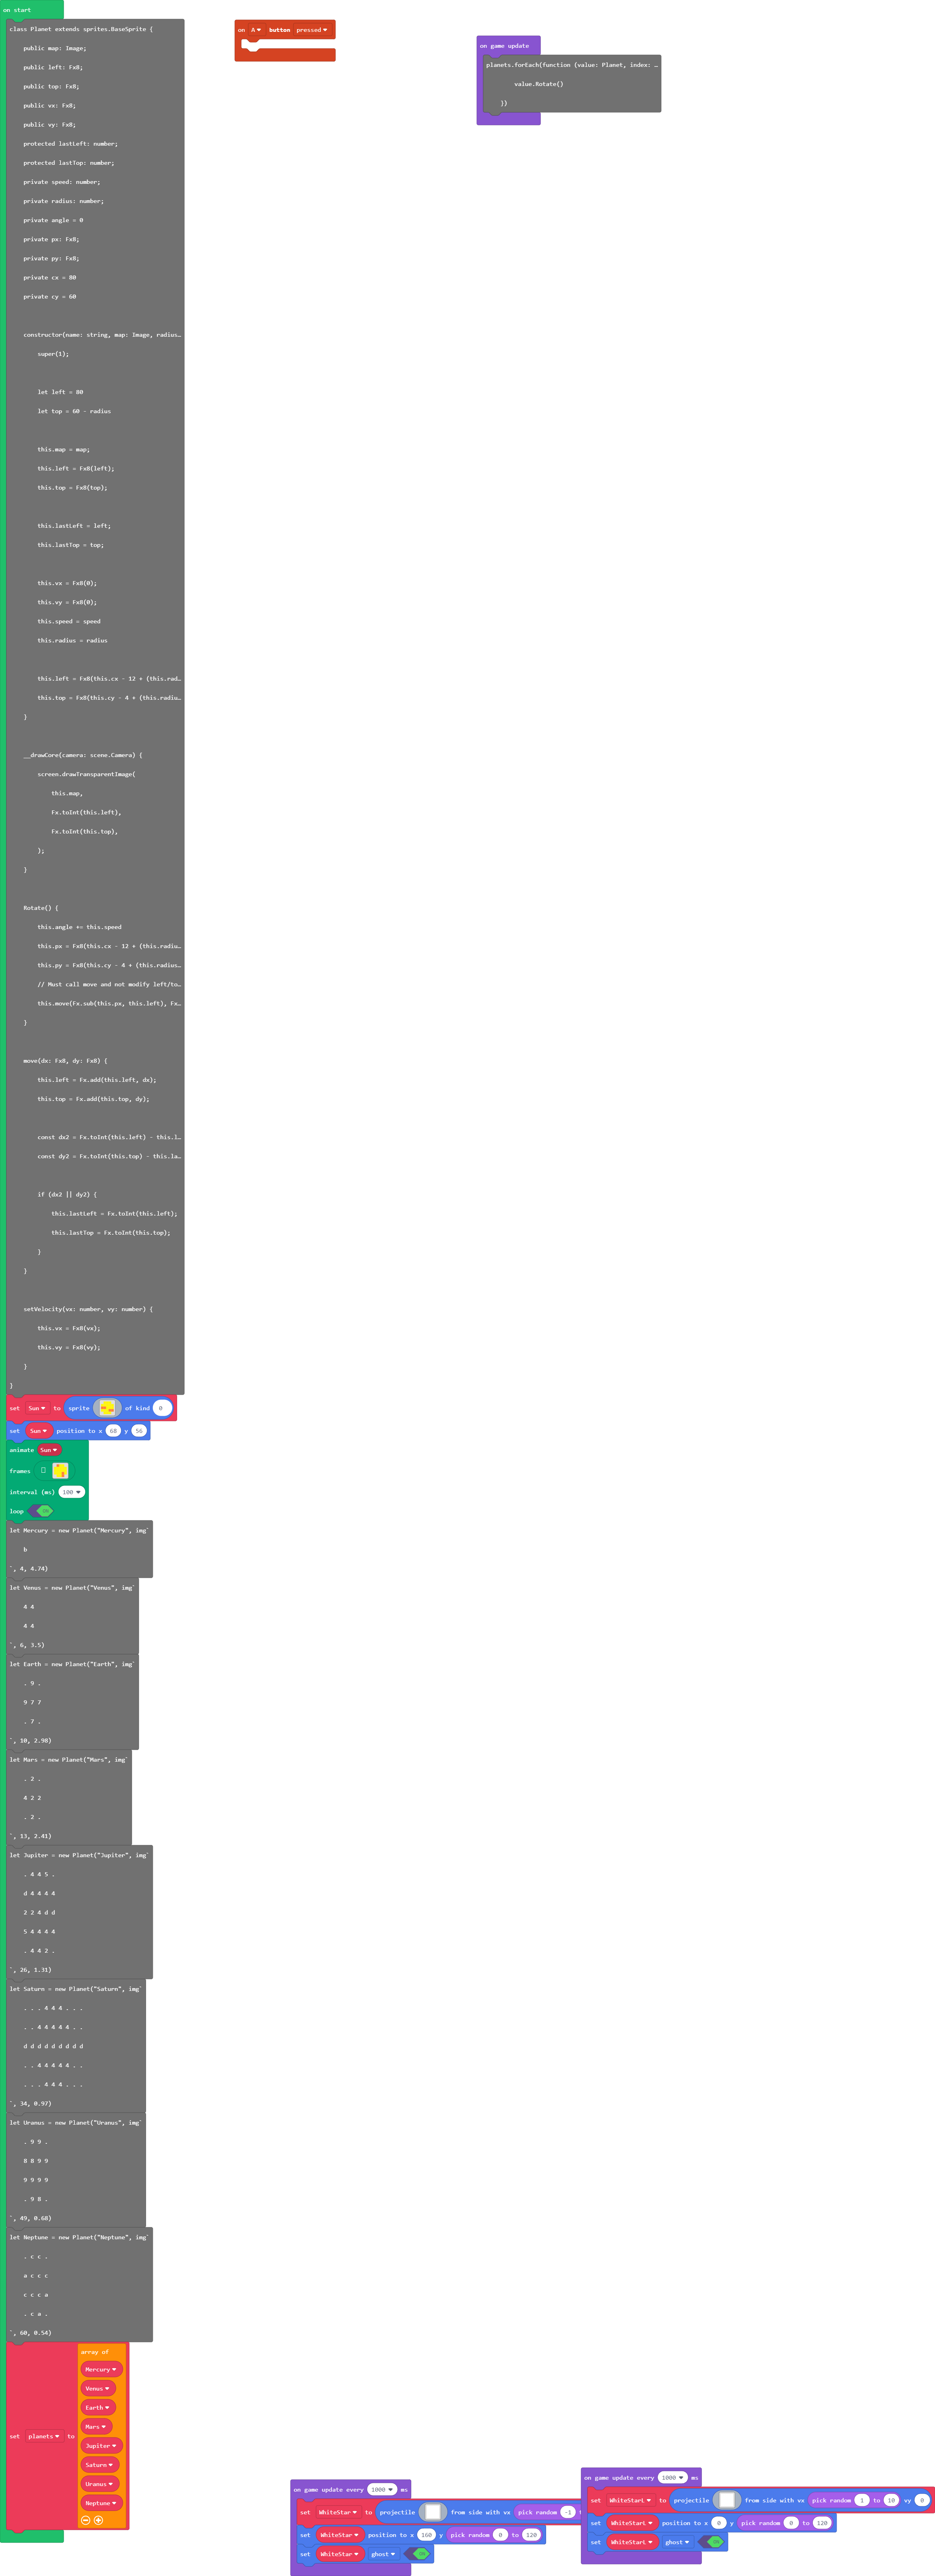 on start
class Planet extends sprites.BaseSprite {
public map: Image;
public left: Fx8;
public top: Fx8;
public vx: Fx8;
public vy: Fx8;
protected lastLeft: number;
protected lastTop: number;
private speed: number;
private radius: number;
private angle = 0
private px: Fx8;
private py: Fx8;
private cx = 80
private cy = 60
constructor(name: string, map: Image, radius…
super(1);
let left = 80
let top = 60 - radius
this.map = map;
this.left = Fx8(left);
this.top = Fx8(top);
this.lastLeft = left;
this.lastTop = top;
this.vx = Fx8(0);
this.vy = Fx8(0);
this.speed = speed
this.radius = radius
this.left = Fx8(this.cx - 12 + (this.rad…
this.top = Fx8(this.cy - 4 + (this.radiu…
}
__drawCore(camera: scene.Camera) {
screen.drawTransparentImage(
this.map,
Fx.toInt(this.left),
Fx.toInt(this.top),
);
}
Rotate() {
this.angle += this.speed
this.px = Fx8(this.cx - 12 + (this.radiu…
this.py = Fx8(this.cy - 4 + (this.radius…
// Must call move and not modify left/to…
this.move(Fx.sub(this.px, this.left), Fx…
}
move(dx: Fx8, dy: Fx8) {
this.left = Fx.add(this.left, dx);
this.top = Fx.add(this.top, dy);
const dx2 = Fx.toInt(this.left) - this.l…
const dy2 = Fx.toInt(this.top) - this.la…
if (dx2 || dy2) {
this.lastLeft = Fx.toInt(this.left);
this.lastTop = Fx.toInt(this.top);
}
}
setVelocity(vx: number, vy: number) {
this.vx = Fx8(vx);
this.vy = Fx8(vy);
}
}
set Sun to sprite of kind 0
set Sun position to x 68 y 56
animate Sun
frames
interval (ms) 100
loop
let Mercury = new Planet("Mercury", img`
b
`, 4, 4.74)
let Venus = new Planet("Venus", img`
4 4
4 4
`, 6, 3.5)
let Earth = new Planet("Earth", img`
. 9 .
9 7 7
. 7 .
`, 10, 2.98)
let Mars = new Planet("Mars", img`
. 2 .
4 2 2
. 2 .
`, 13, 2.41)
let Jupiter = new Planet("Jupiter", img`
. 4 4 5 .
d 4 4 4 4
2 2 4 d d
5 4 4 4 4
. 4 4 2 .
`, 26, 1.31)
let Saturn = new Planet("Saturn", img`
. . . 4 4 4 . . .
. . 4 4 4 4 4 . .
d d d d d d d d d
. . 4 4 4 4 4 . .
. . . 4 4 4 . . .
`, 34, 0.97)
let Uranus = new Planet("Uranus", img`
. 9 9 .
8 8 9 9
9 9 9 9
. 9 8 .
`, 49, 0.68)
let Neptune = new Planet("Neptune", img`
. c c .
a c c c
c c c a
. c a .
`, 60, 0.54)
set planets to array of
Mercury
Venus
Earth
Mars
Jupiter
Saturn
Uranus
Neptune
on A button pressed
on game update
planets.forEach(function (value: Planet, index: …
value.Rotate()
})
on game update every 1000 ms
set WhiteStar to projectile from side with vx pick random -1
set WhiteStar position to x 160 y pick random 0 to 120
set WhiteStar ghost
on game update every 1000 ms
set WhiteStarL to projectile from side with vx pick random 1 to 10 vy 0
set WhiteStarL position to x 0 y pick random 0 to 120
set WhiteStarL ghost